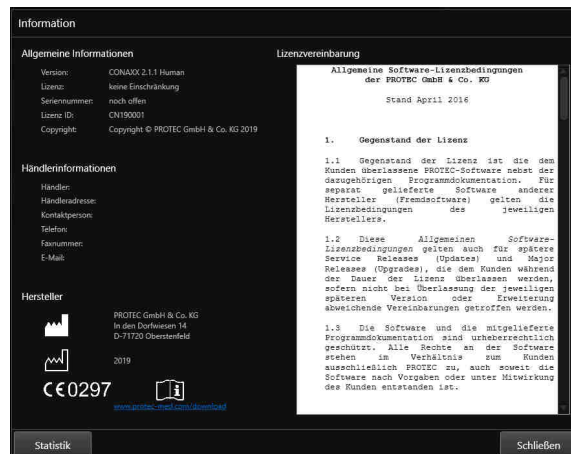 Information
Allgemeine Informationen
Version: CONAXX 2.1.1 Human
Lizenz: keine Einschränkung
Seriennummer: noch offen
Lizenz ID: CN190001
Copyright: Copyright © PROTEC GmbH & Co. KG 2019
Händlerinformationen
Händler:
Händleradresse:
Kontaktperson:
Telefon:
Faxnummer:
E-Mail:
Hersteller
PROTEC GmbH & Co. KG
In den Dorfwiesen 14
D-71720 Oberstenfeld
2019
CE0297
www.protec-med.com/download
Lizenzvereinbarung
Allgemeine Software-Lizenzbedingungen
der PROTEC GmbH & Co. KG
Stand April 2016
1. Gegenstand der Lizenz
1.1 Gegenstand der Lizenz ist die dem
Kunden überlassene PROTEC-Software nebst der
dazugehörigen Programmdokumentation. Für
separat gelieferte Software anderer
Hersteller (Fremdsoftware) gelten die
Lizenzbedingungen des jeweiligen
Herstellers.
1.2 Diese Allgemeinen Software-
Lizenzbedingungen gelten auch für spätere
Service Releases (Updates) und Major
Releases (Upgrades), die dem Kunden während
der Dauer der Lizenz überlassen werden,
sofern nicht bei Überlassung der jeweiligen
späteren Version oder Erweiterung
abweichende Vereinbarungen getroffen werden.
1.3 Die Software und die mitgelieferte
Programmdokumentation sind urheberrechtlich
geschützt. Alle Rechte an der Software
stehen im Verhältnis zum Kunden
ausschließlich PROTEC zu, auch soweit die
Software nach Vorgaben oder unter Mitwirkung
des Kunden entstanden ist.
Statistik
Schließen